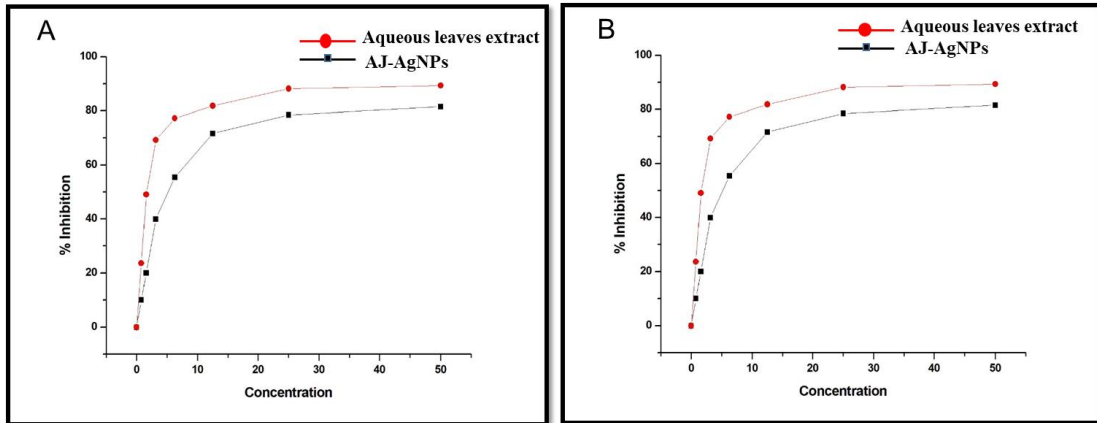 A
Aqueous leaves extract
AJ-AgNPs
100
80
60
40
20
0
% Inhibition
0 10 20 30 40 50
Concentration
B
Aqueous leaves extract
AJ-AgNPs
100
80
60
40
20
0
% Inhibition
0 10 20 30 40 50
Concentration